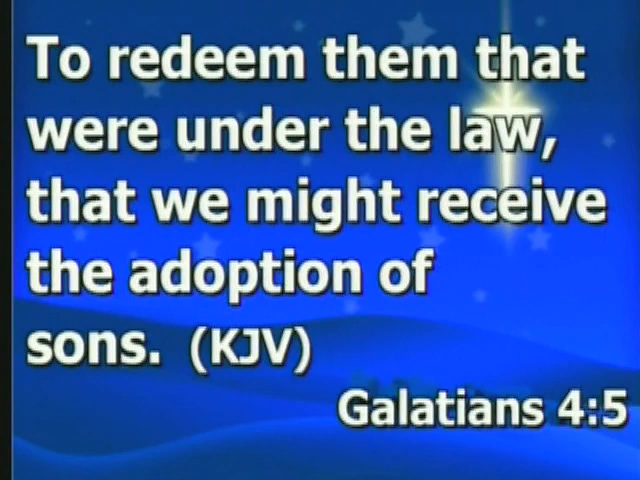 To redeem them that
were under the law,
that we might receive
the adoption of
sons. (KJV)
Galatians 4:5